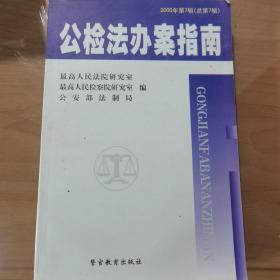 2000年第7辑(总第7辑)
公检法办案指南
最高人民法院研究室
最高人民检察院研究室 编
公安部法制局
GONGJIANFABANANZHINAN
警官教育出版社